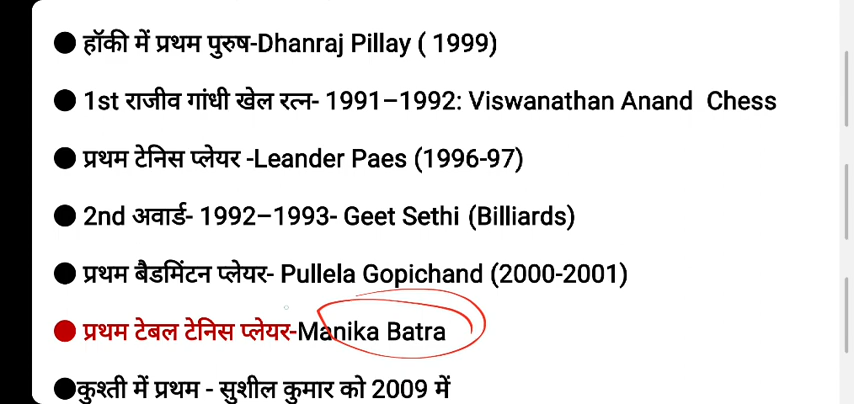 ● हॉकी में प्रथम पुरुष-Dhanraj Pillay ( 1999)
● 1st राजीव गांधी खेल रत्न- 1991–1992: Viswanathan Anand Chess
● प्रथम टेनिस प्लेयर -Leander Paes (1996-97)
● 2nd अवार्ड- 1992–1993- Geet Sethi (Billiards)
● प्रथम बैडमिंटन प्लेयर- Pullela Gopichand (2000-2001)
● प्रथम टेबल टेनिस प्लेयर-Manika Batra
●कुश्ती में प्रथम - सुशील कुमार को 2009 में